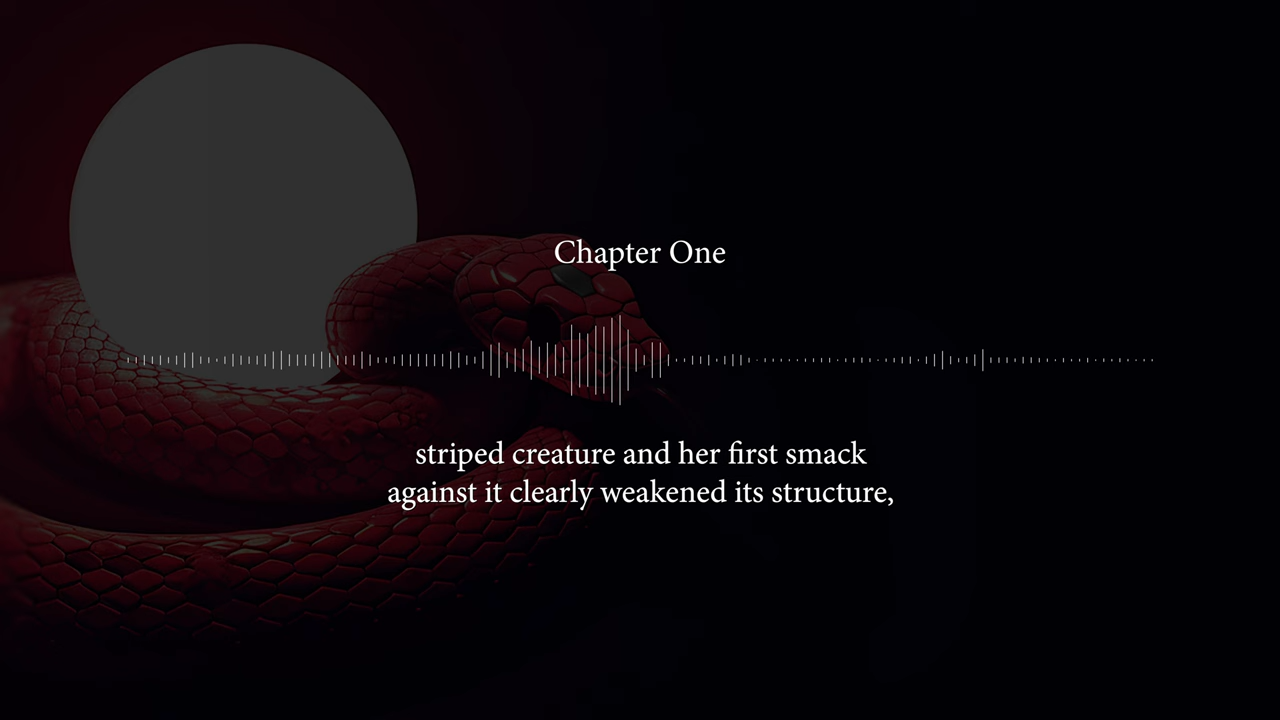 Chapter One
striped creature and her first smack
against it clearly weakened its structure,